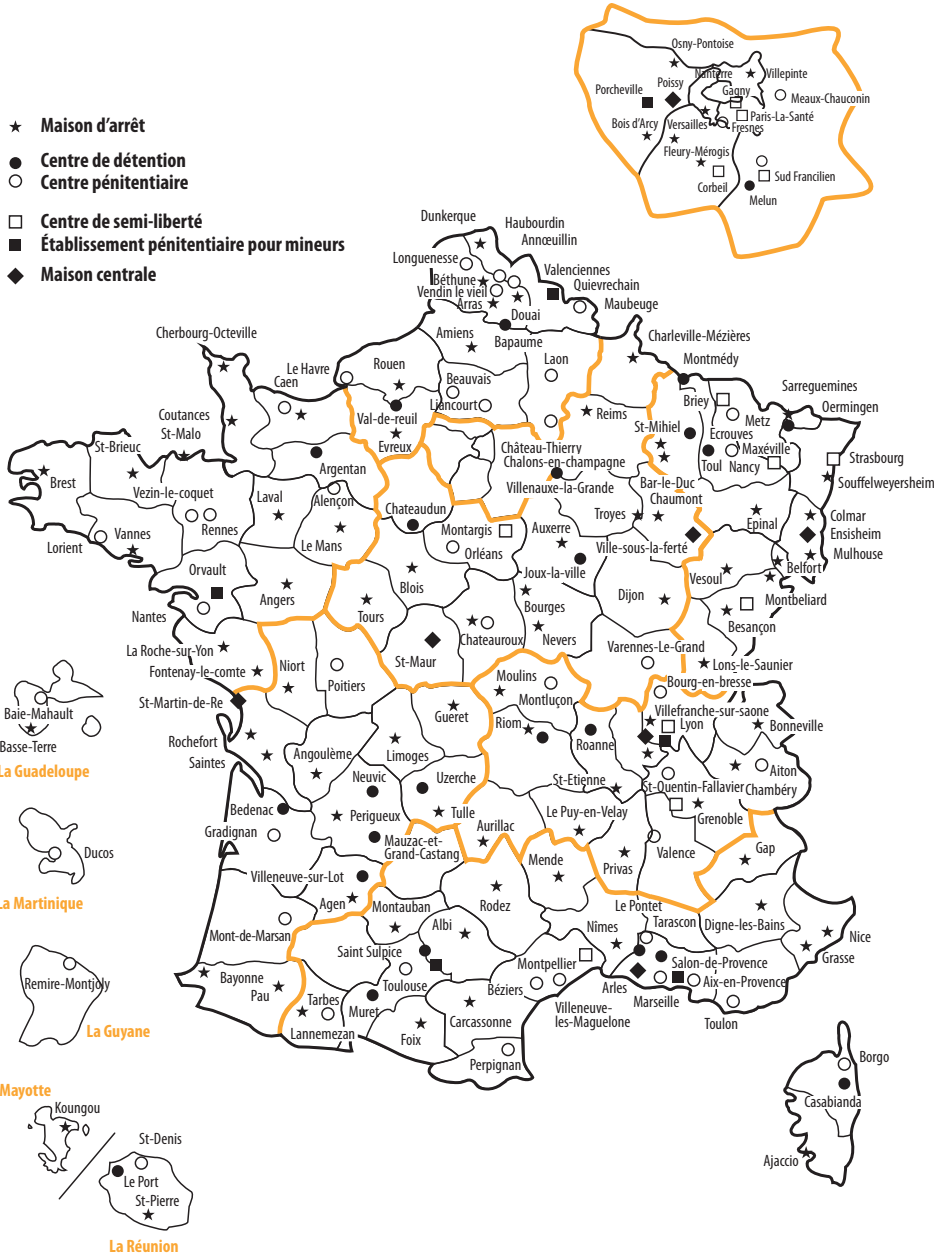 Maison d'arrêt
Centre de détention
Centre pénitentiaire
Centre de semi-liberté
Établissement pénitentiaire pour mineurs
Maison centrale
Osny-Pontoise
Nanterre
Villepinte
Porcheville
Poissy
Gagny
Meaux-Chauconin
Paris-La-Santé
Bois d'Arcy
Versailles
Fresnes
Fleury-Mérogis
Sud Francilien
Corbeil
Melun
Dunkerque
Haubourdin
Annœuillin
Longuenesse
Valenciennes
Béthune
Quievrechain
Vendin le vieil
Arras
Maubeuge
Douai
Bapaume
Amiens
Cherbourg-Octeville
Charleville-Mézières
Le Havre
Caen
Rouen
Laon
Montmédy
Beauvais
Liancourt
Briey
Sarreguemines
Oermingen
Coutances
St-Malo
Val-de-reuil
Reims
Metz
St-Mihiel
Ecrouves
St-Brieuc
Evreux
Château-Thierry
Maxéville
Chalons-en-champagne
Toul
Nancy
Strasbourg
Argentan
Brest
Souffelweyersheim
Villenauxe-la-Grande
Bar-le-Duc
Vezin-le-coquet
Laval
Alençon
Chaumont
Chateaudun
Troyes
Epinal
Colmar
Rennes
Montargis
Auxerre
Ensisheim
Lorient
Vannes
Le Mans
Orléans
Ville-sous-la-ferté
Mulhouse
Belfort
Orvault
Blois
Joux-la-ville
Vesoul
Angers
Dijon
Montbeliard
Nantes
Tours
Bourges
Besançon
La Roche-sur-Yon
Chateauroux
Nevers
Varennes-Le-Grand
Fontenay-le-comte
Niort
St-Maur
Lons-le-Saunier
Poitiers
Moulins
Bourg-en-bresse
St-Martin-de-Re
Montluçon
Villefranche-sur-saone
Gueret
Riom
Lyon
Bonneville
Rochefort
Roanne
Saintes
Angoulème
Limoges
Aiton
Neuvic
Uzerche
St-Etienne
St-Quentin-Fallavier
Chambéry
Bedenac
Perigueux
Tulle
Le Puy-en-Velay
Grenoble
Gradignan
Aurillac
Mauzac-et-
Grand-Castang
Valence
Gap
Mende
Privas
Villeneuve-sur-Lot
Agen
Rodez
Le Pontet
Montauban
Tarascon
Digne-les-Bains
Mont-de-Marsan
Albi
Nimes
Nice
Saint Sulpice
Grasse
Montpellier
Salon-de-Provence
Bayonne
Toulouse
Aix-en-Provence
Pau
Béziers
Arles
Tarbes
Muret
Marseille
Carcassonne
Villeneuve-
les-Maguelone
Toulon
Lannemezan
Foix
Perpignan
Borgo
Casabianda
Ajaccio
Baie-Mahault
Basse-Terre
La Guadeloupe
Ducos
La Martinique
Remire-Montjoly
La Guyane
Mayotte
Koungou
St-Denis
Le Port
St-Pierre
La Réunion